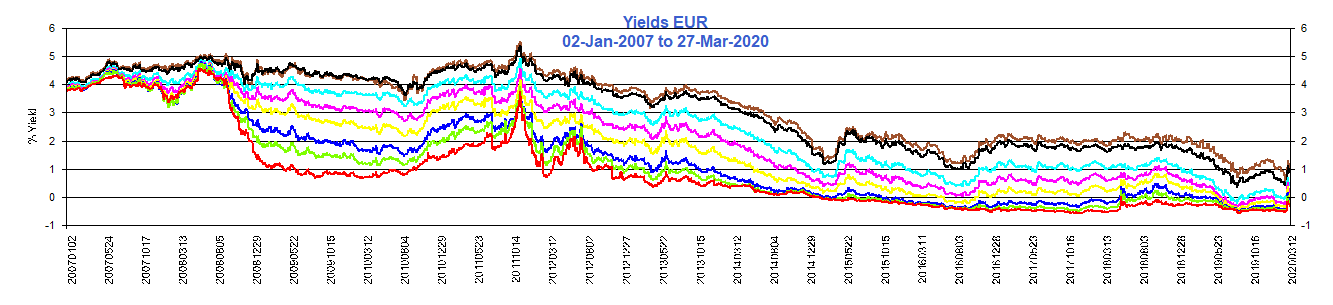 Yields EUR
02-Jan-2007 to 27-Mar-2020
6 6
5 5
4 4
3 3
2 2
1 1
0 0
-1 -1
% Yield
20070102 20070524 20071017 20080313 20080805 20081229 20090522 20091015 20100312 20100804 20101229 20110523 20111014 20120312 20120802 20121227 20130522 20131015 20140312 20140804 20141229 20150522 20151015 20160311 20160803 20161228 20170523 20171016 20180313 20180803 20181228 20190523 20191016 20200312